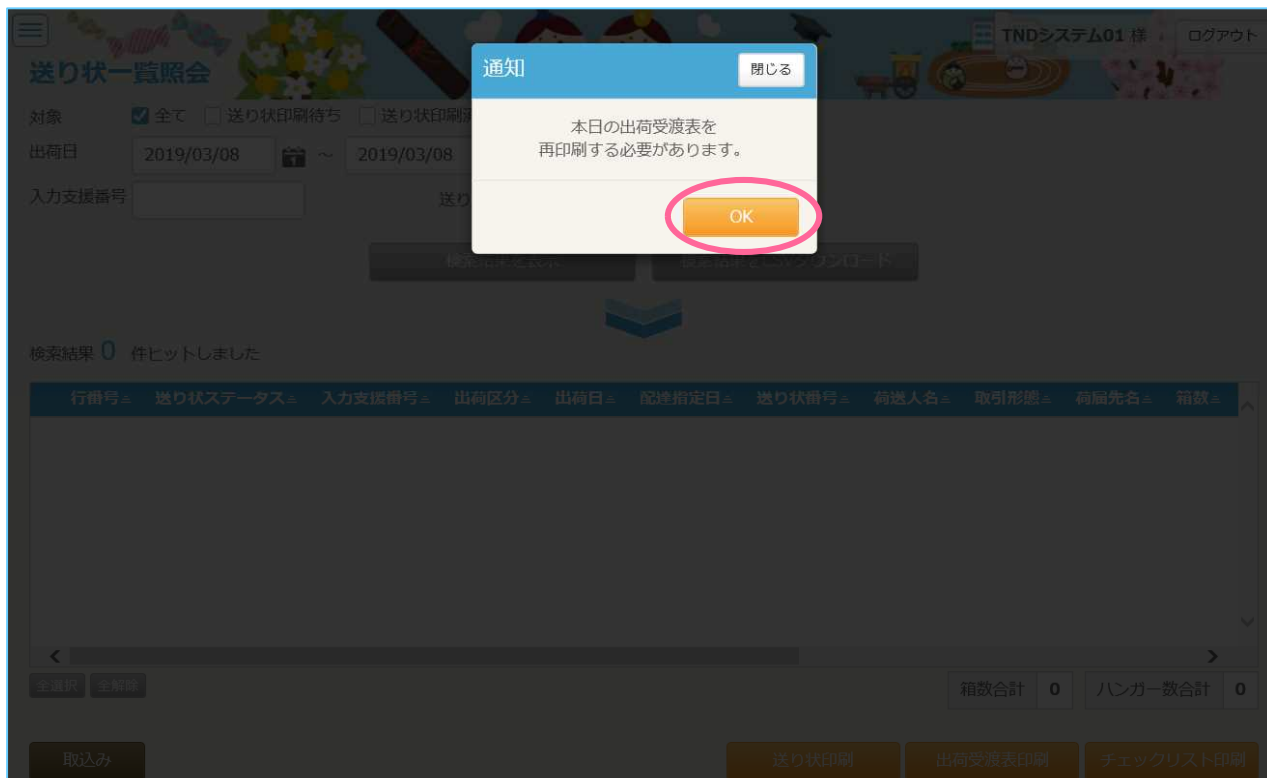 TNDシステム01 様
ログアウト
送り状一覧照会
通知
閉じる
対象
全て
送り状印刷待ち
送り状印刷
本日の出荷受渡表を
再印刷する必要があります。
出荷日
2019/03/08
～
2019/03/08
入力支援番号
送り
OK
検索結果 0 件ヒットしました
行番号 送り状ステータス 入力支援番号 出荷区分 出荷日 配達指定日 送り状番号 荷送人名 取引形態 荷届先名 箱数
全選択 全解除
箱数合計 0 ハンガー数合計 0
取込み
送り状印刷 出荷受渡表印刷 チェックリスト印刷